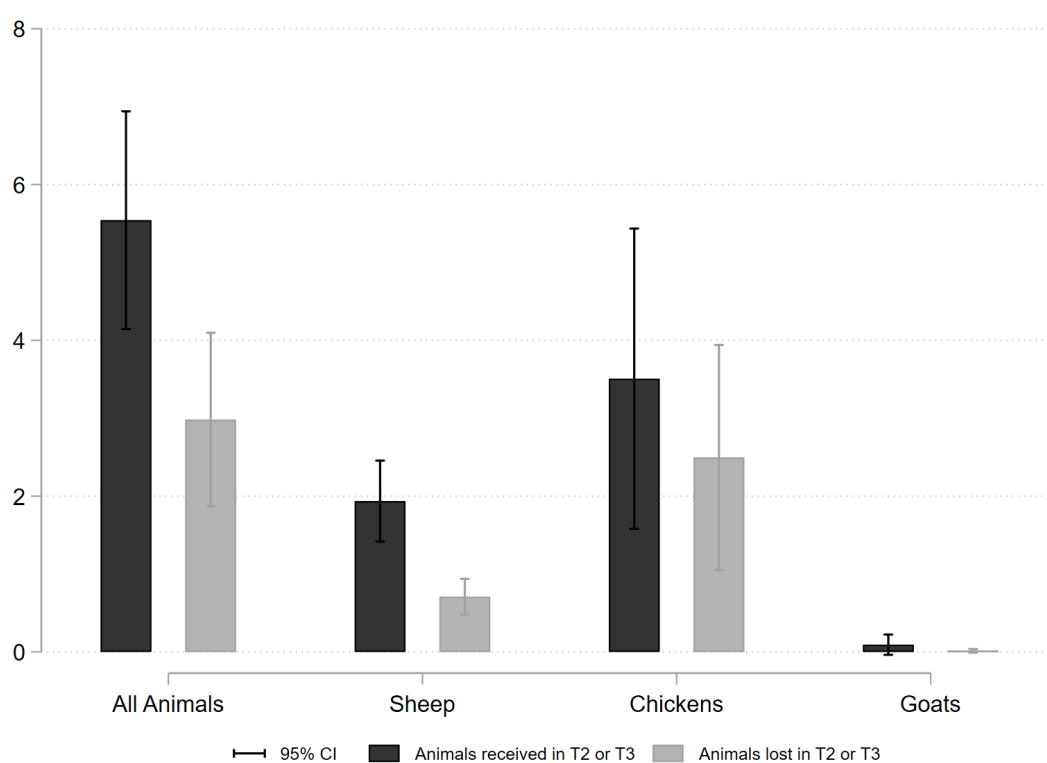 8
6
4
2
0
All Animals Sheep Chickens Goats
95% CI Animals received in T2 or T3 Animals lost in T2 or T3